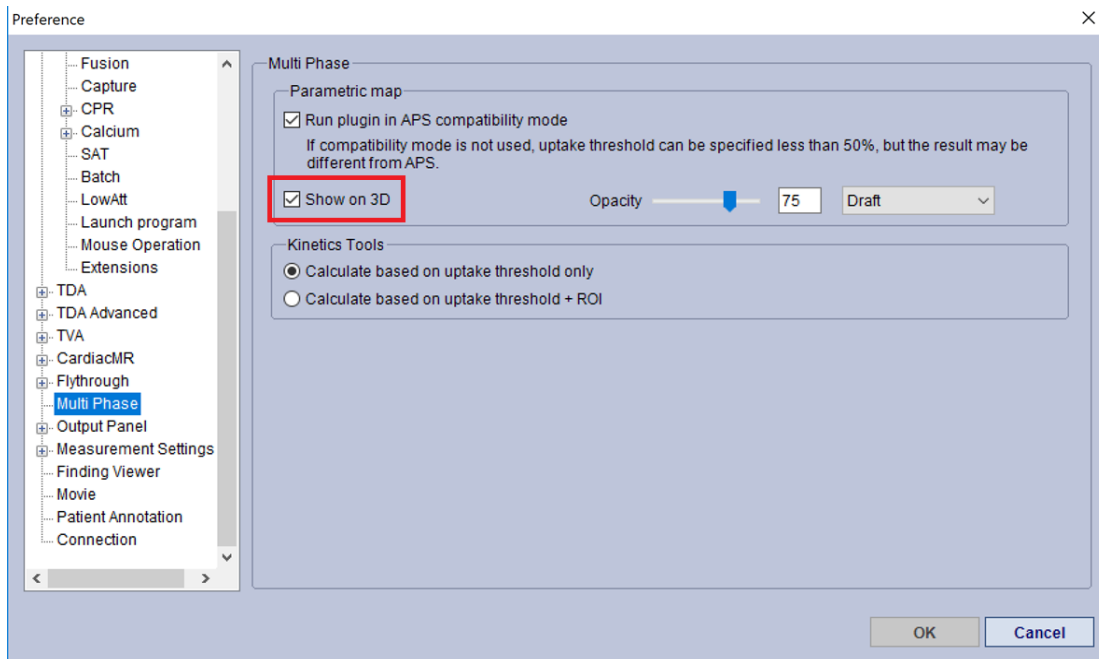 Preference
Fusion
Capture
CPR
Calcium
SAT
Batch
LowAtt
Launch program
Mouse Operation
Extensions
TDA
TDA Advanced
TVA
CardiacMR
Flythrough
Multi Phase
Output Panel
Measurement Settings
Finding Viewer
Movie
Patient Annotation
Connection
Multi Phase
Parametric map
Run plugin in APS compatibility mode
If compatibility mode is not used, uptake threshold can be specified less than 50%, but the result may be
different from APS.
Show on 3D
Opacity
75
Draft
Kinetics Tools
Calculate based on uptake threshold only
Calculate based on uptake threshold + ROI
OK
Cancel